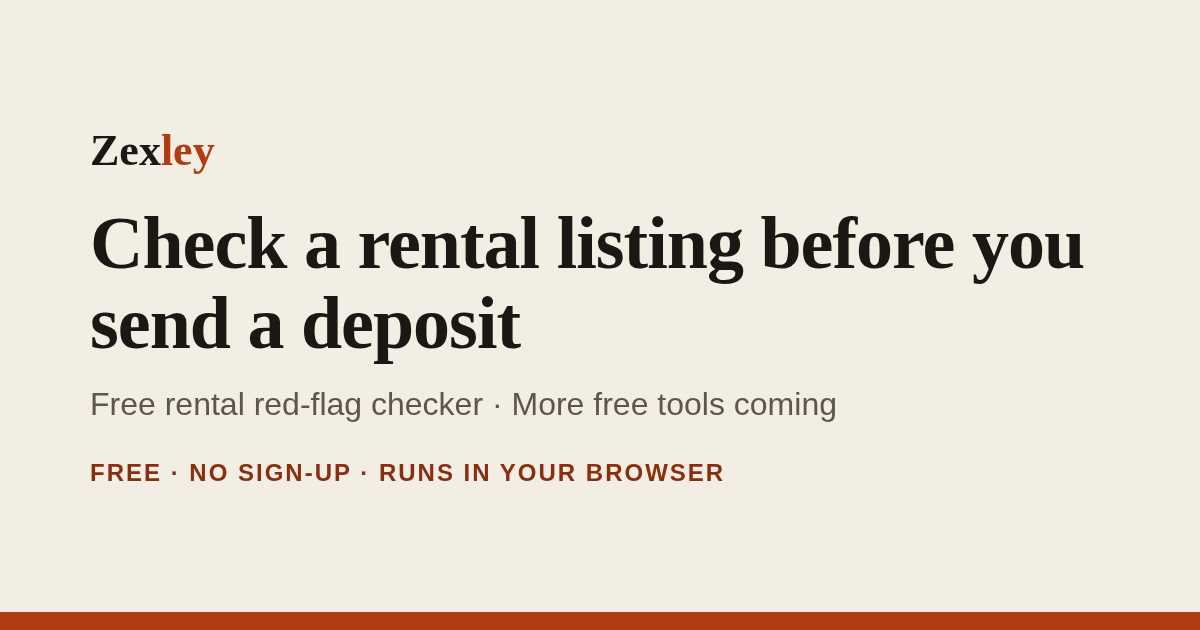 Zexley
Check a rental listing before you
send a deposit
Free rental red-flag checker · More free tools coming
FREE · NO SIGN-UP · RUNS IN YOUR BROWSER